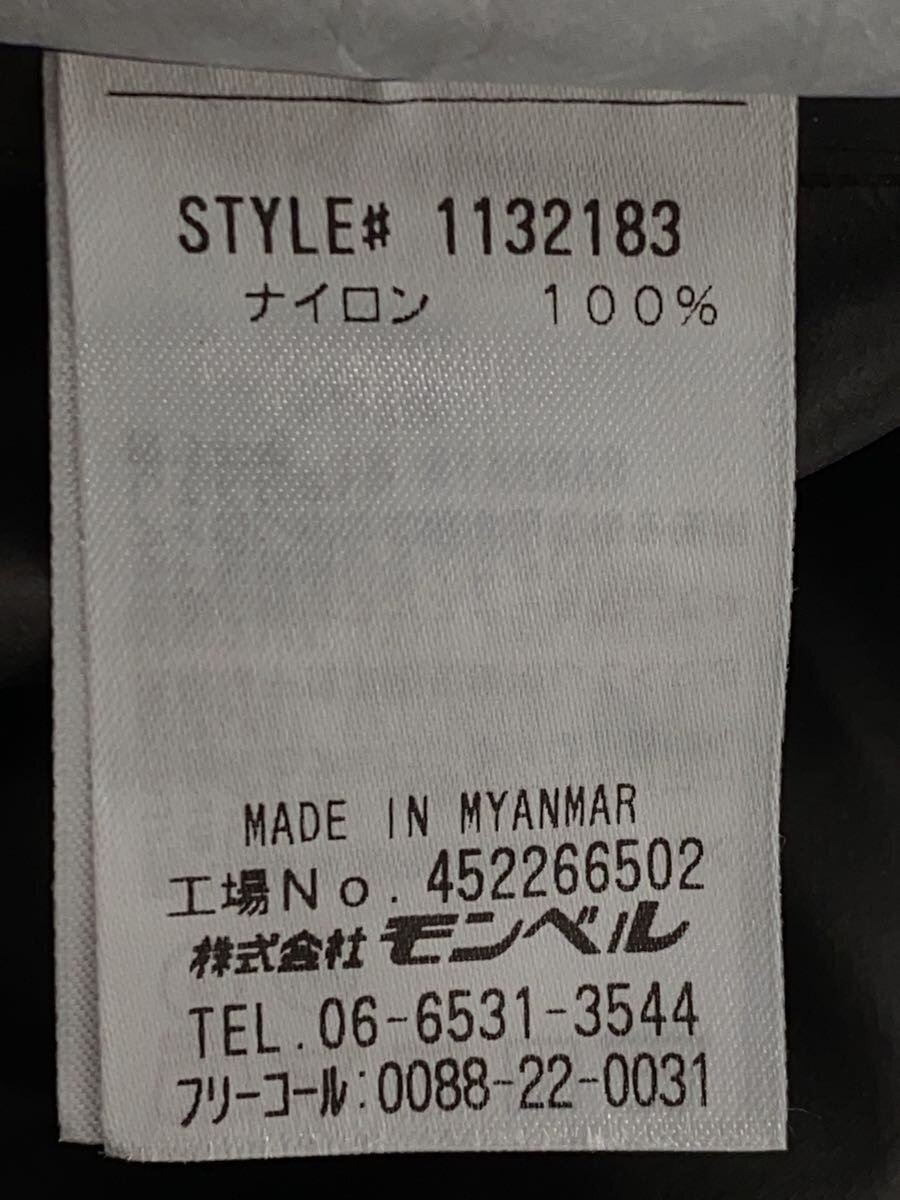 STYLE# 1132183
ナイロン　１００％
MADE IN MYANMAR
工場Ｎｏ. 452266502
株式会社 モンベル
TEL.06-6531-3544
フリーコール:0088-22-0031